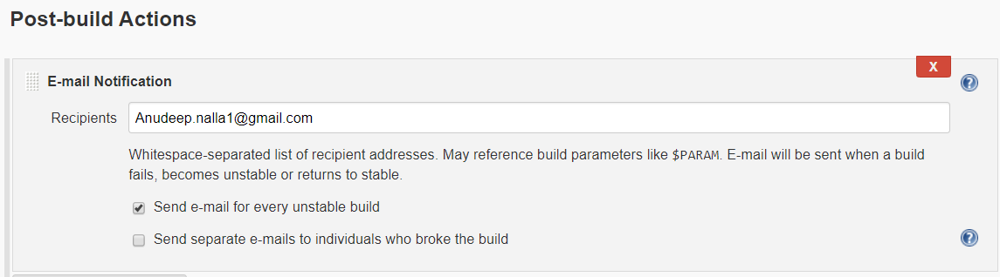 Post-build Actions
X
E-mail Notification
?
Recipients Anudeep.nalla1@gmail.com
Whitespace-separated list of recipient addresses. May reference build parameters like $PARAM. E-mail will be sent when a build
fails, becomes unstable or returns to stable.
Send e-mail for every unstable build
Send separate e-mails to individuals who broke the build
?